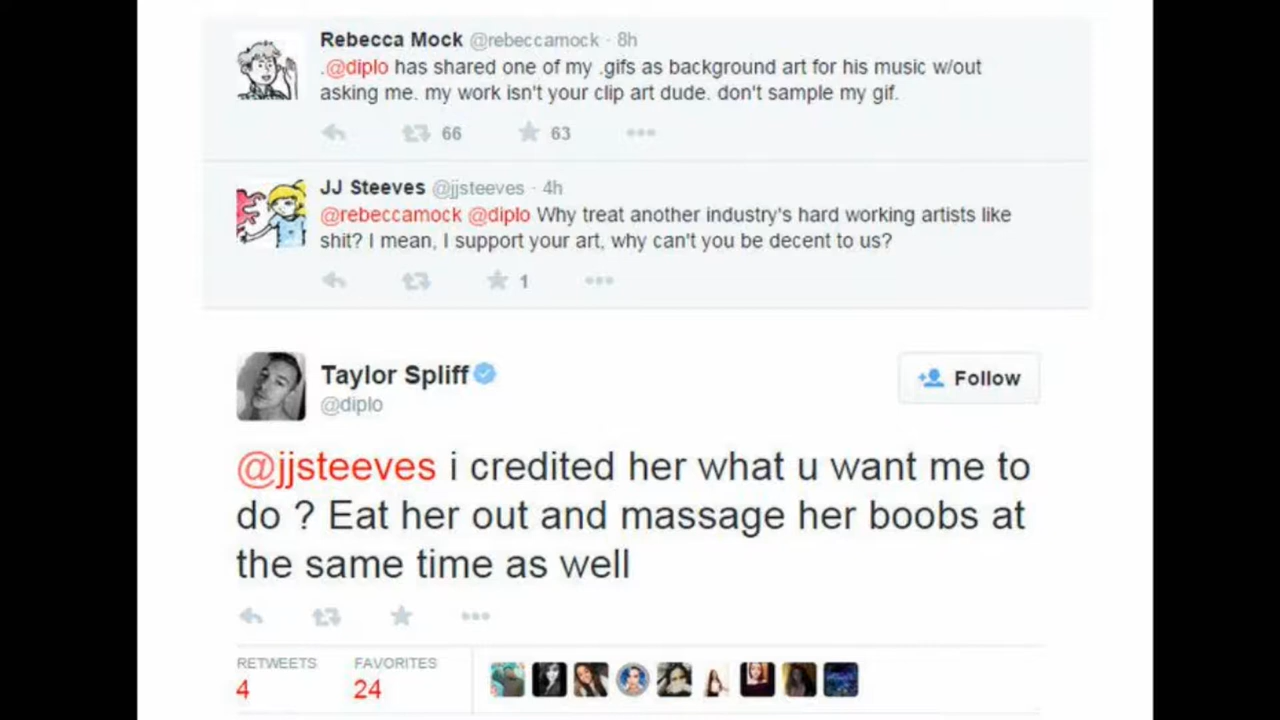 Rebecca Mock @rebeccamock · 8h
.@diplo has shared one of my .gifs as background art for his music w/out
asking me. my work isn't your clip art dude. don't sample my gif.
66 63
JJ Steeves @jjsteeves · 4h
@rebeccamock @diplo Why treat another industry's hard working artists like
shit? I mean, I support your art, why can't you be decent to us?
1
Taylor Spliff
@diplo
Follow
@jjsteeves i credited her what u want me to
do ? Eat her out and massage her boobs at
the same time as well
RETWEETS FAVORITES
4 24